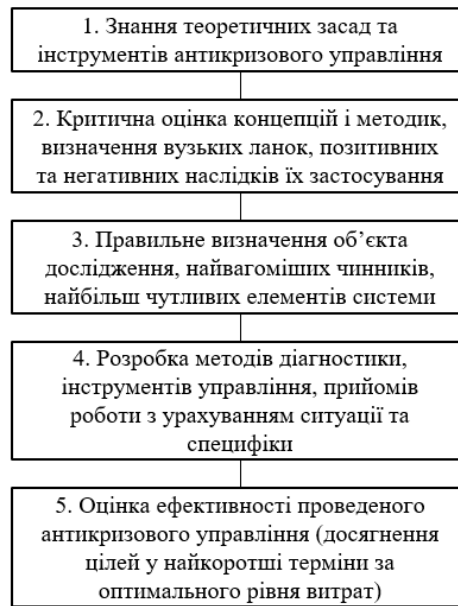 1. Знання теоретичних засад та
інструментів антикризового управління
2. Критична оцінка концепцій і методик,
визначення вузьких ланок, позитивних
та негативних наслідків їх застосування
3. Правильне визначення об’єкта
дослідження, найвагоміших чинників,
найбільш чутливих елементів системи
4. Розробка методів діагностики,
інструментів управління, прийомів
роботи з урахуванням ситуації та
специфіки
5. Оцінка ефективності проведеного
антикризового управління (досягнення
цілей у найкоротші терміни за
оптимального рівня витрат)